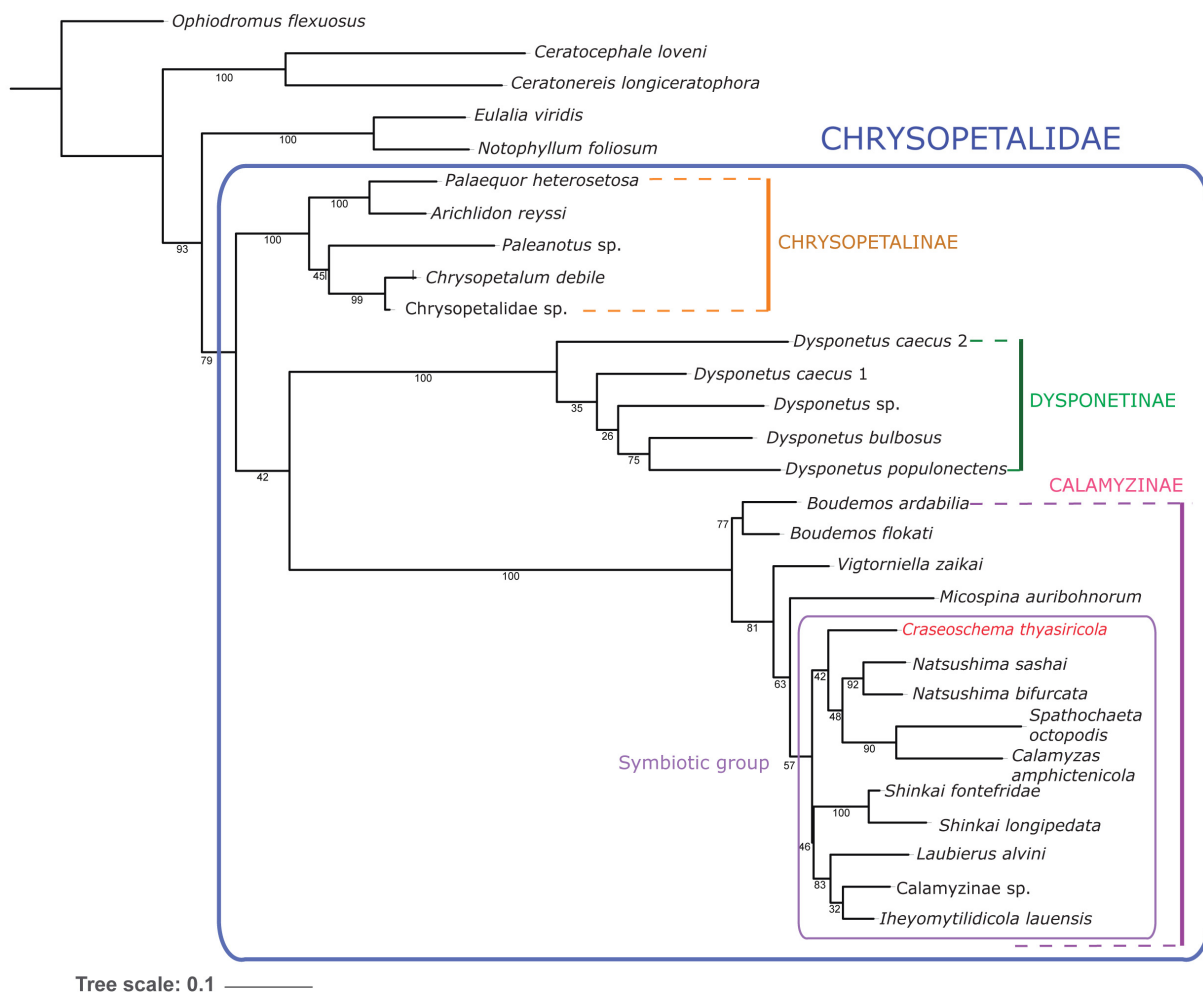 Ophiodromus flexuosus
Ceratocephale loveni
100
Ceratonereis longiceratophora
Eulalia viridis
100
Notophyllum foliosum
CHRYSOPETALIDAE
Palaequor heterosetosa
100
Arichlidon reyssi
100
93
Paleanotus sp.
CHRYSOPETALINAE
45
Chrysopetalum debile
99
Chrysopetalidae sp.
Dysponetus caecus 2
79
Dysponetus caecus 1
100
35
Dysponetus sp.
DYSPONETINAE
26
Dysponetus bulbosus
75
Dysponetus populonectens
42
CALAMYZINAE
Boudemos ardabilia
77
Boudemos flokati
Vigtorniella zaikai
100
Micospina auribohnorum
81
Craseoschema thyasiricola
Natsushima sashai
42
92
63
Natsushima bifurcata
48
Spathochaeta
octopodis
90
Calamyzas
amphictenicola
Symbiotic group
57
Shinkai fontefridae
100
Shinkai longipedata
46
Laubierus alvini
83
Calamyzinae sp.
32
Iheyomytilidicola lauensis
Tree scale: 0.1